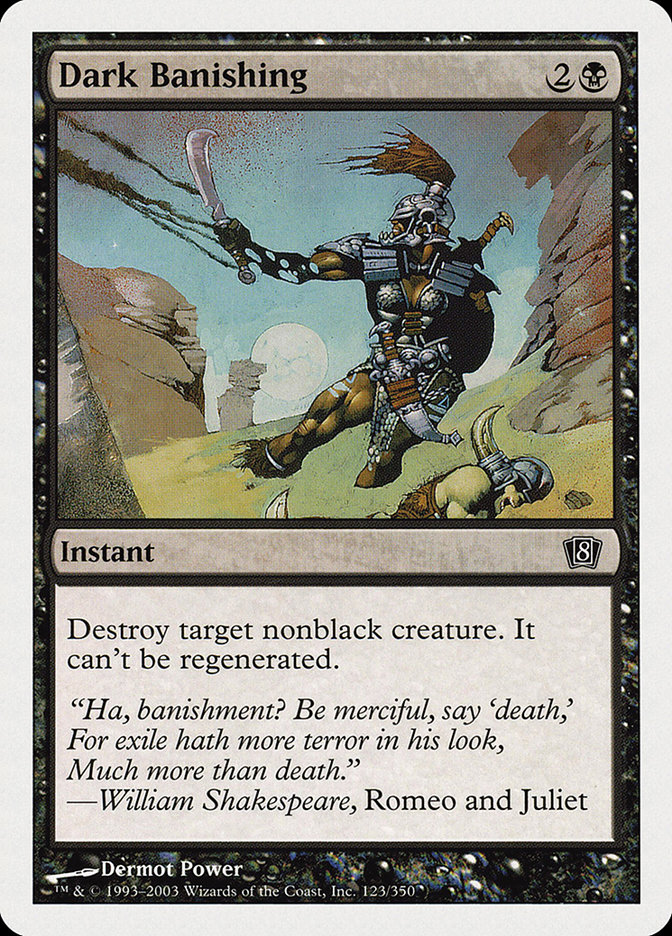 Dark Banishing
2
Instant
8
Destroy target nonblack creature. It
can't be regenerated.
“Ha, banishment? Be merciful, say ‘death,’
For exile hath more terror in his look,
Much more than death.”
—William Shakespeare, Romeo and Juliet
Dermot Power
™ & © 1993–2003 Wizards of the Coast, Inc. 123/350